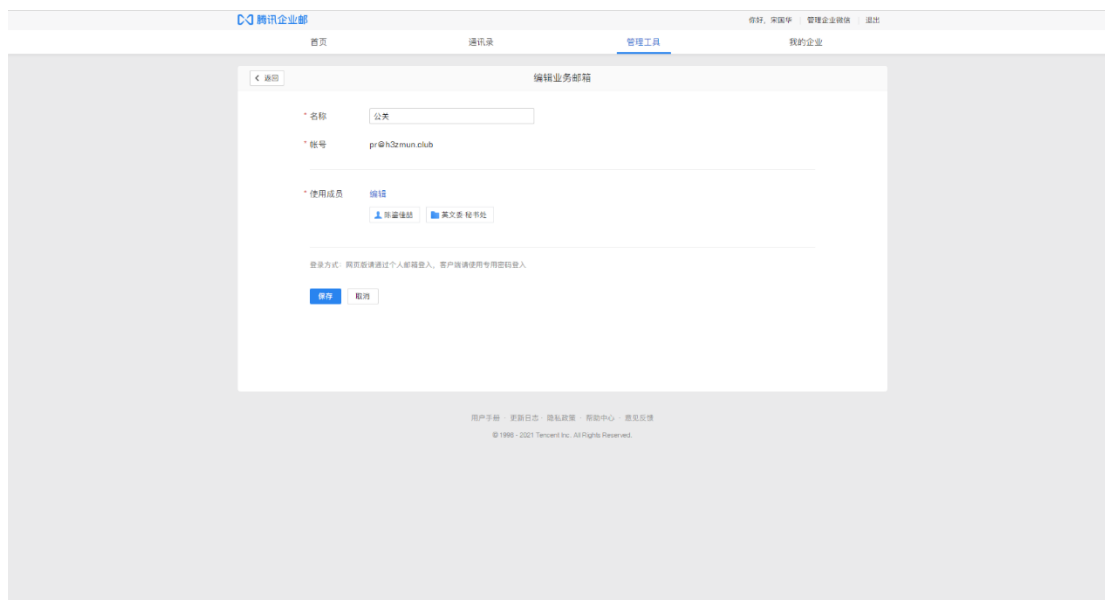 腾讯企业邮
你好，宋国华 | 管理企业微信 | 退出
首页 通讯录 管理工具 我的企业
返回 编辑业务邮箱
* 名称 公关
* 帐号 pr@h3zmun.club
* 使用成员 编辑
英文委 秘书处
登录方式：网页版请通过个人邮箱登入，客户端请使用专用密码登入
保存 取消
用户手册 - 更新日志 - 隐私政策 - 帮助中心 - 意见反馈
© 1998 - 2021 Tencent Inc. All Rights Reserved.